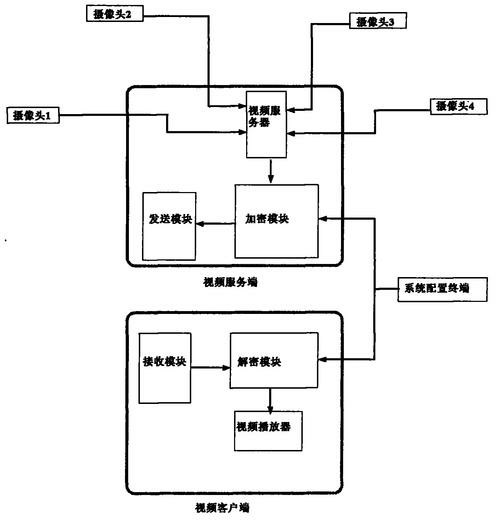 摄像头2
摄像头3
摄像头1
视频服
务器
摄像头4
发送模块
加密模块
视频服务端
系统配置终端
接收模块
解密模块
视频播放器
视频客户端